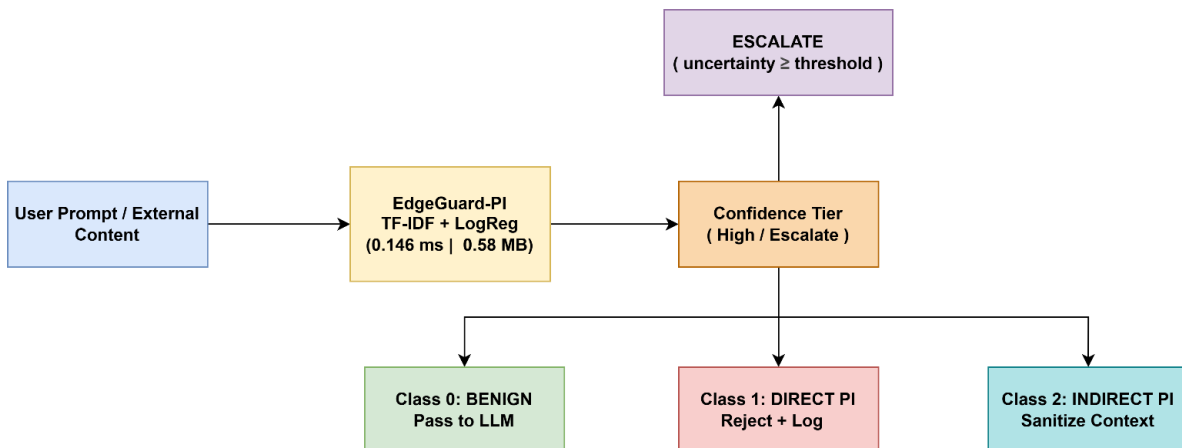 ESCALATE
( uncertainty ≥ threshold )
User Prompt / External
Content
EdgeGuard-PI
TF-IDF + LogReg
(0.146 ms | 0.58 MB)
Confidence Tier
( High / Escalate )
Class 0: BENIGN
Pass to LLM
Class 1: DIRECT PI
Reject + Log
Class 2: INDIRECT PI
Sanitize Context